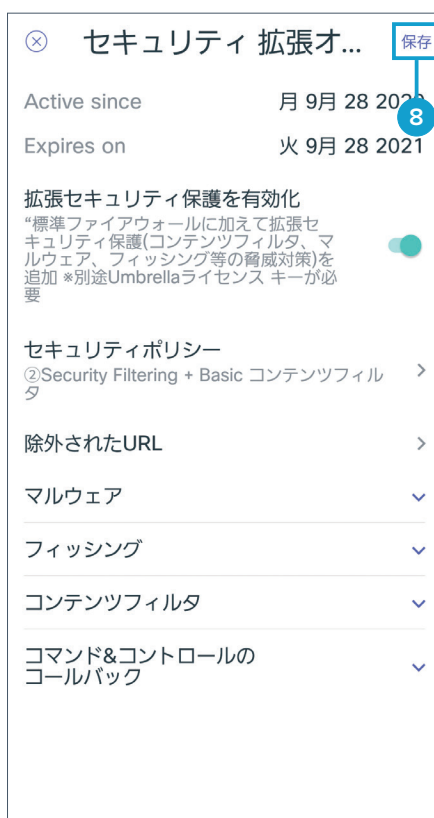 セキュリティ 拡張オ... 保存
8
Active since 月 9月 28 2020
Expires on 火 9月 28 2021
拡張セキュリティ保護を有効化
“標準ファイアウォールに加えて拡張セ
キュリティ保護(コンテンツフィルタ、マ
ルウェア、フィッシング等の脅威対策)を
追加 ※別途Umbrellaライセンス キーが必
要
セキュリティポリシー
②Security Filtering + Basic コンテンツフィル
タ
除外されたURL
マルウェア
フィッシング
コンテンツフィルタ
コマンド&コントロールの
コールバック